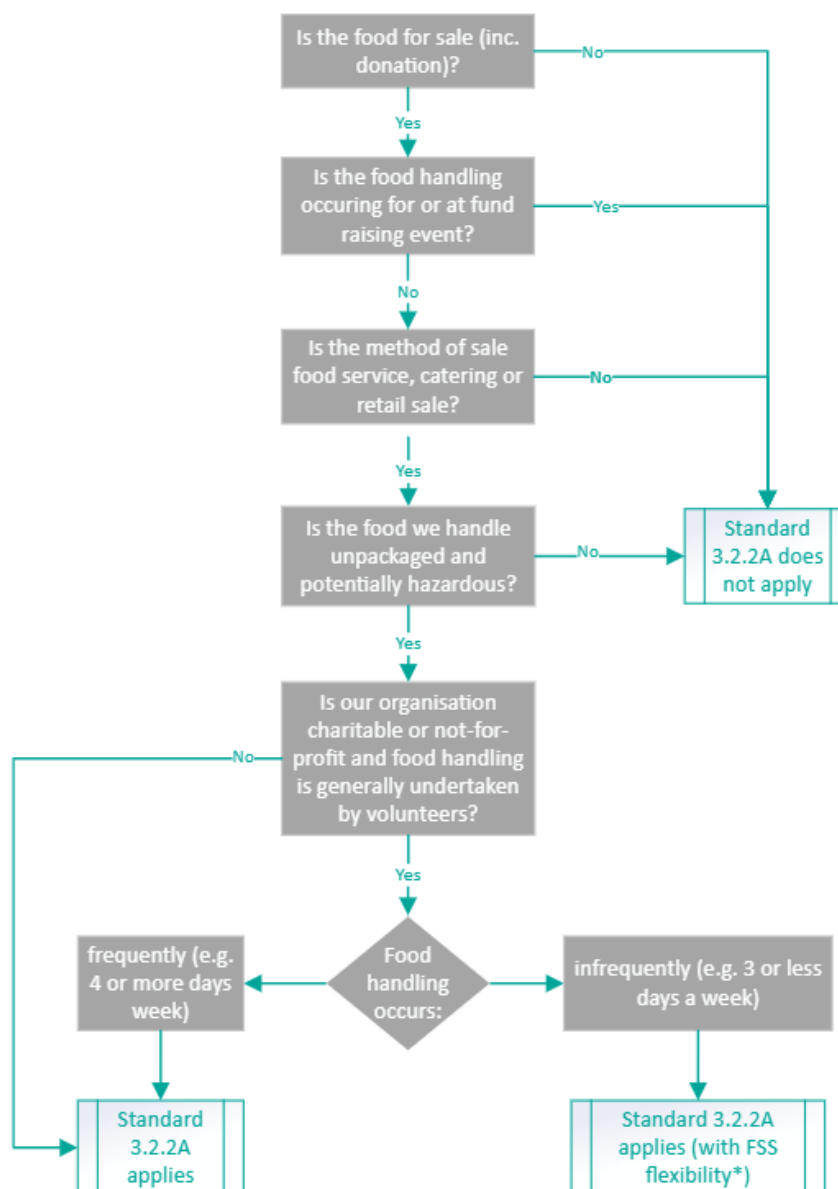 Is the food for sale (inc.
donation)?
No
Yes
Is the food handling
occuring for or at fund
raising event?
Yes
No
Is the method of sale
food service, catering or
retail sale?
No
Yes
Is the food we handle
unpackaged and
potentially hazardous?
No
Standard
3.2.2A does
not apply
Yes
Is our organisation
charitable or not-for-
profit and food handling
is generally undertaken
by volunteers?
No
Yes
frequently (e.g.
4 or more days
week)
Food
handling
occurs:
infrequently (e.g. 3 or less
days a week)
Standard
3.2.2A
applies
Standard 3.2.2A
applies (with FSS
flexibility*)